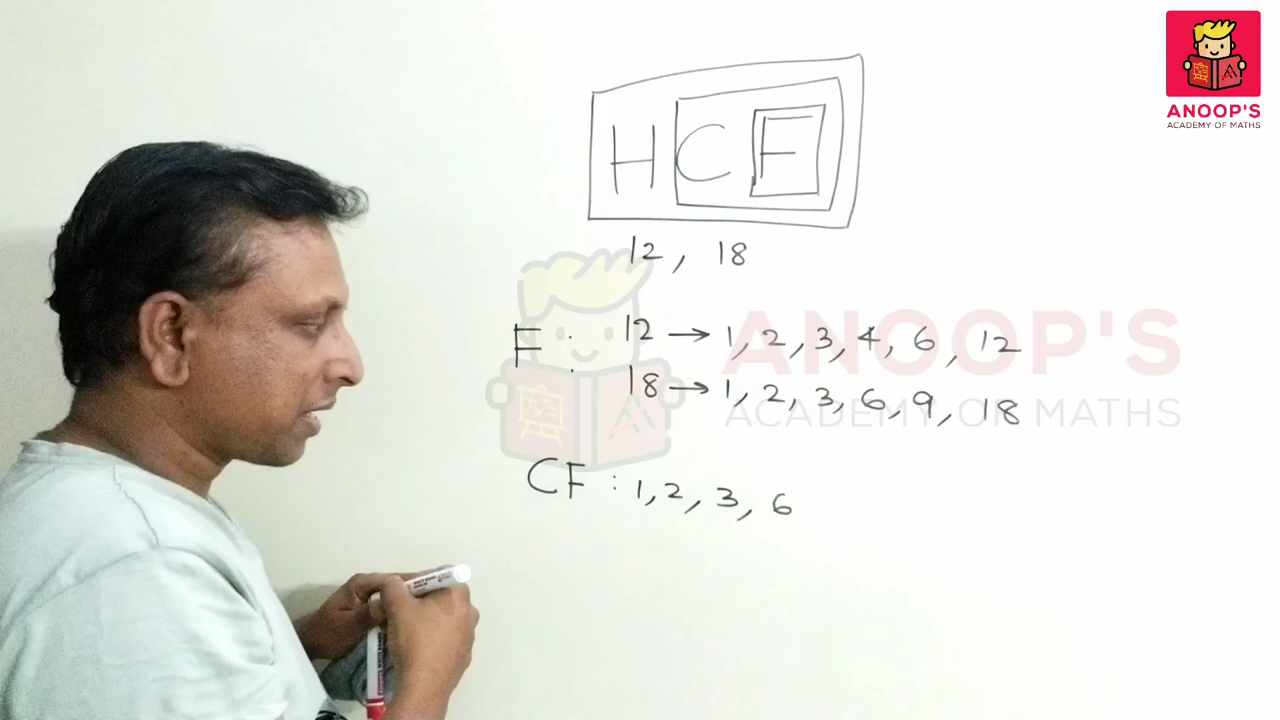 ANOOP'S
ACADEMY OF MATHS
HCF
12, 18
F: 12 → 1, 2, 3, 4, 6, 12
18 → 1, 2, 3, 6, 9, 18
ANOOP'S
ACADEMY OF MATHS
CF: 1, 2, 3, 6